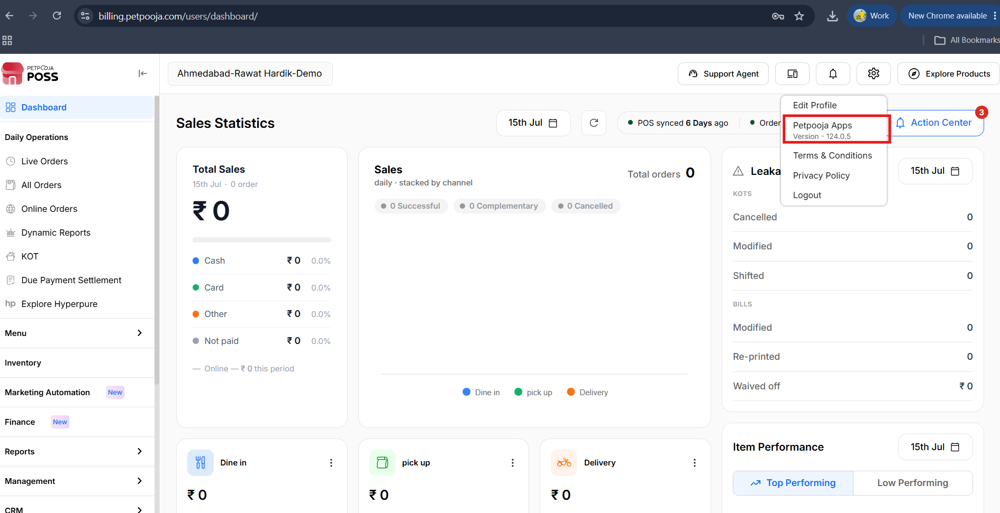 billing.petpooja.com/users/dashboard/
Work
New Chrome available
All Bookmarks
PETPOOJA
POSS
Ahmedabad-Rawat Hardik-Demo
Support Agent
Explore Products
Dashboard
Daily Operations
Live Orders
All Orders
Online Orders
Dynamic Reports
KOT
Due Payment Settlement
hp Explore Hyperpure
Menu
Inventory
Marketing Automation New
Finance New
Reports
Management
CRM
Sales Statistics
15th Jul
POS synced 6 Days ago
Order
Action Center
3
Edit Profile
Petpooja Apps
Version - 124.0.5
Terms & Conditions
Privacy Policy
Logout
Total Sales
15th Jul · 0 order
₹ 0
Cash ₹ 0 0.0%
Card ₹ 0 0.0%
Other ₹ 0 0.0%
Not paid ₹ 0 0.0%
— Online — ₹ 0 this period
Sales
daily · stacked by channel
Total orders 0
0 Successful
0 Complementary
0 Cancelled
Dine in
pick up
Delivery
Leaka
15th Jul
KOTS
Cancelled 0
Modified 0
Shifted 0
BILLS
Modified 0
Re-printed 0
Waived off ₹ 0
Dine in
₹ 0
pick up
₹ 0
Delivery
₹ 0
Item Performance
15th Jul
Top Performing
Low Performing